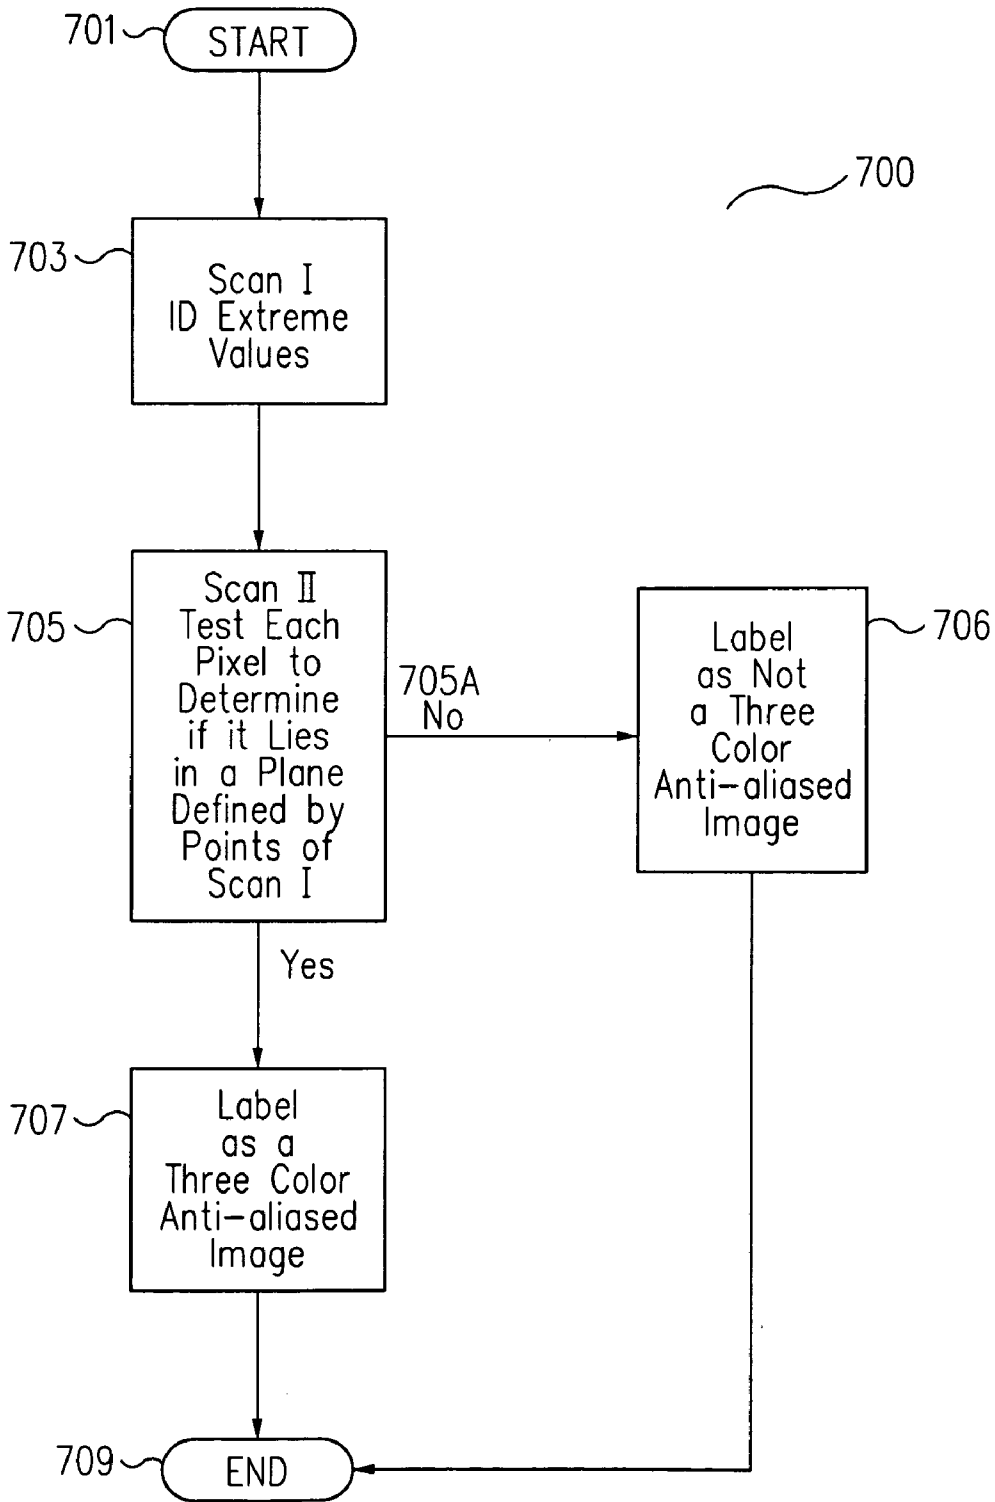 701
START
700
703
Scan I
ID Extreme
Values
705
Scan II
Test Each
Pixel to
Determine
if it Lies
in a Plane
Defined by
Points of
Scan I
705A
No
706
Label
as Not
a Three
Color
Anti-aliased
Image
Yes
707
Label
as a
Three Color
Anti-aliased
Image
709
END